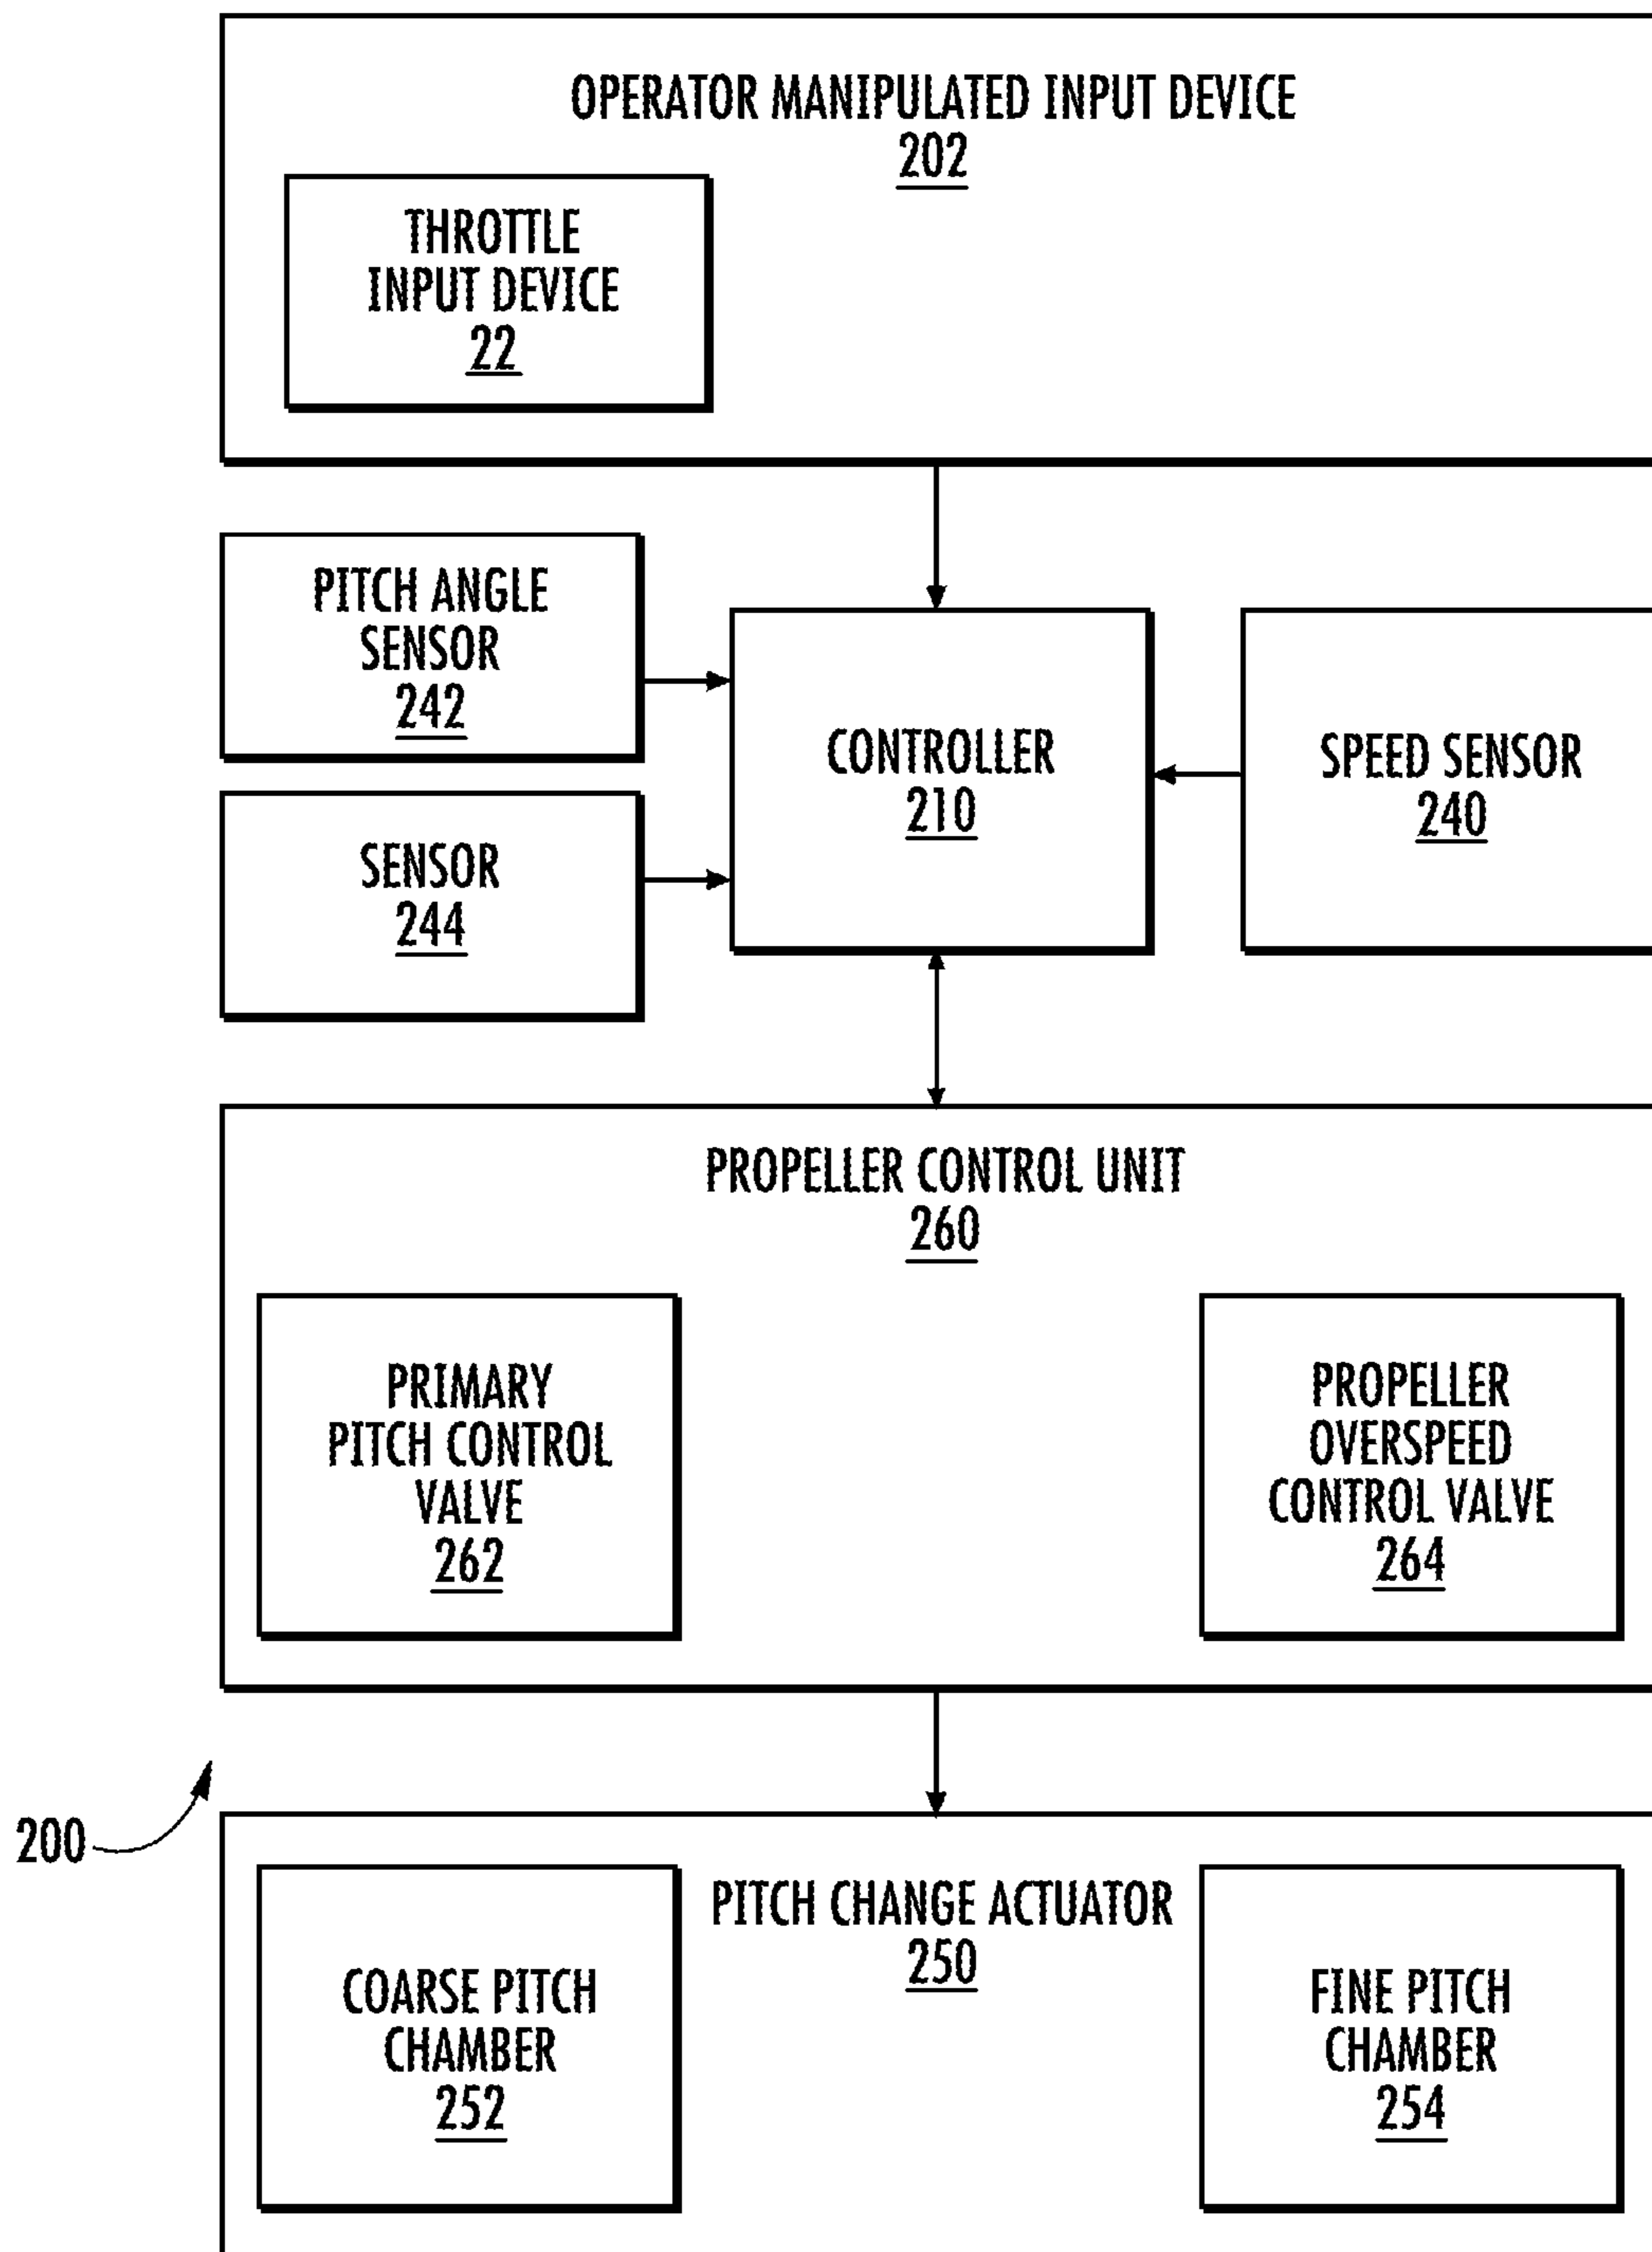 OPERATOR MANIPULATED INPUT DEVICE
202
THROTTLE
INPUT DEVICE
22
PITCH ANGLE
SENSOR
242
SENSOR
244
CONTROLLER
210
SPEED SENSOR
240
PROPELLER CONTROL UNIT
260
PRIMARY
PITCH CONTROL
VALVE
262
PROPELLER
OVERSPEED
CONTROL VALVE
264
200
PITCH CHANGE ACTUATOR
250
COARSE PITCH
CHAMBER
252
FINE PITCH
CHAMBER
254